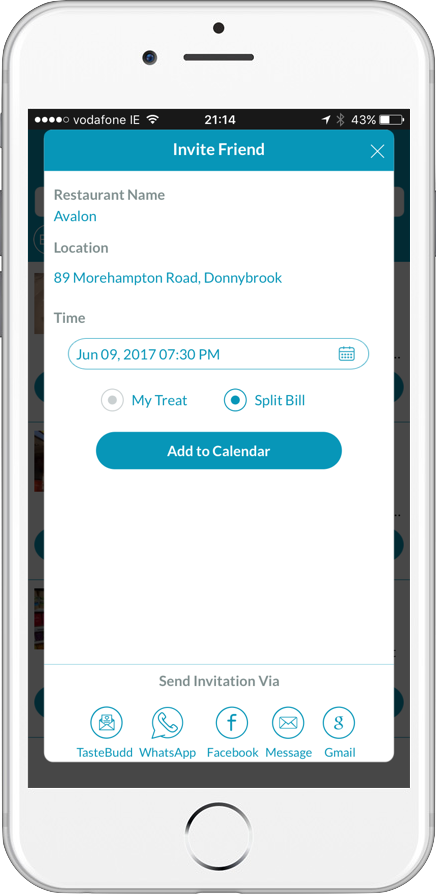 vodafone IE 21:14 43%
Invite Friend
Restaurant Name
Avalon
Location
89 Morehampton Road, Donnybrook
Time
Jun 09, 2017 07:30 PM
My Treat Split Bill
Add to Calendar
Send Invitation Via
TasteBudd WhatsApp Facebook Message Gmail